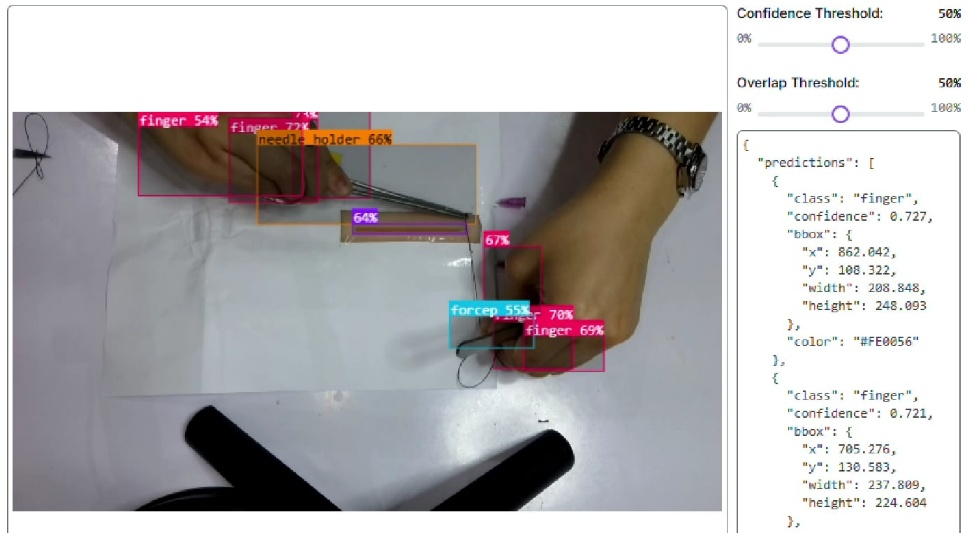 Confidence Threshold: 50%
0% 100%
Overlap Threshold: 50%
0% 100%
73%
finger 54%
finger 72%
needle holder 66%
64%
67%
forcep 55%
finger 70%
finger 69%
{
"predictions": [
{
"class": "finger",
"confidence": 0.727,
"bbox": {
"x": 862.042,
"y": 108.322,
"width": 208.848,
"height": 248.093
},
"color": "#FE0056"
},
{
"class": "finger",
"confidence": 0.721,
"bbox": {
"x": 705.276,
"y": 130.583,
"width": 237.809,
"height": 224.604
},